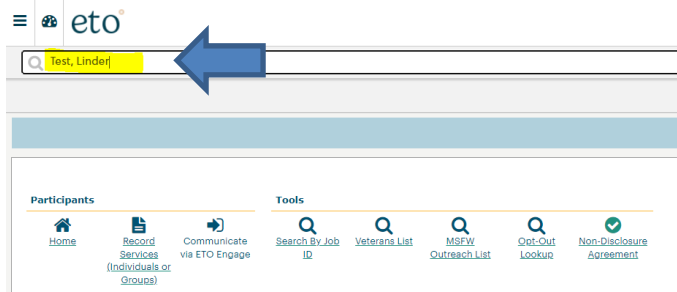 eto
Test, Linder
Participants
Tools
Home
Record
Services
(Individuals or
Groups)
Communicate
via ETO Engage
Search By Job
ID
Veterans List
MSFW
Outreach List
Opt-Out
Lookup
Non-Disclosure
Agreement